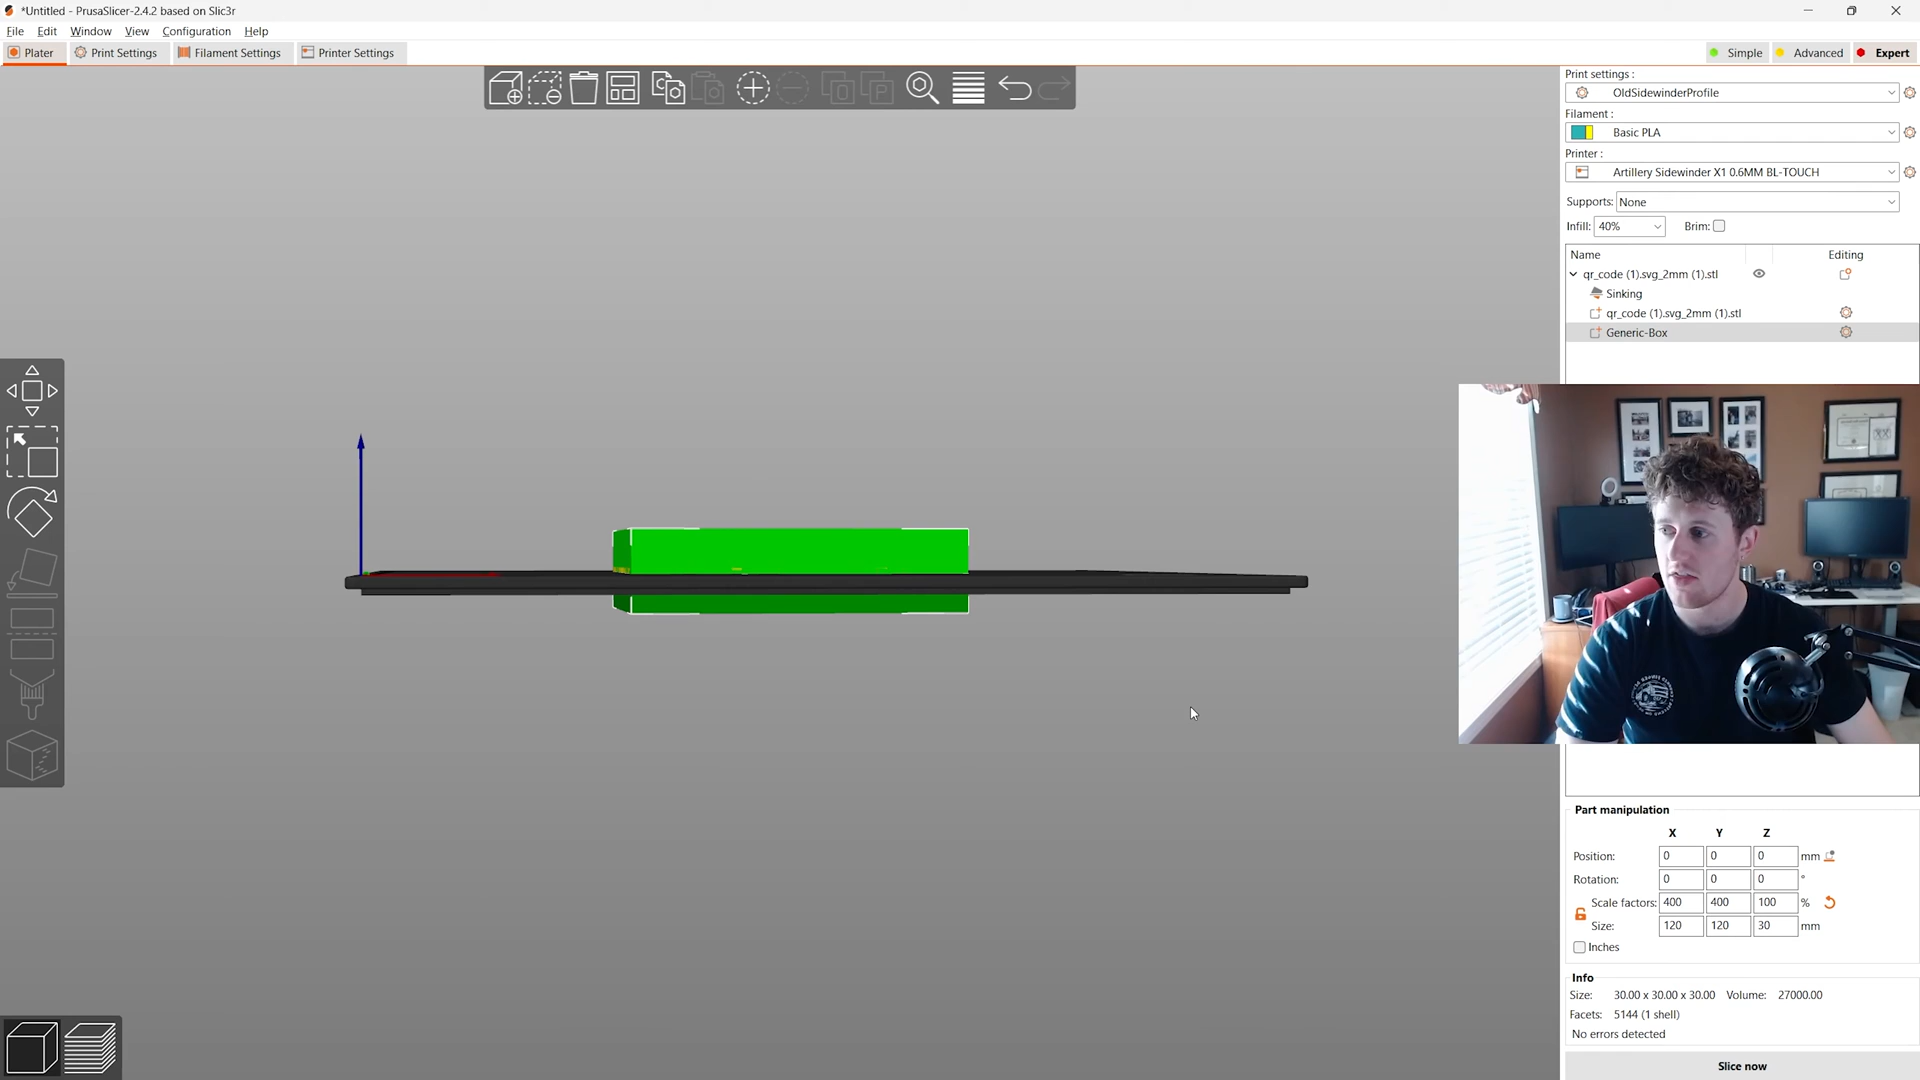 *Untitled - PrusaSlicer-2.4.2 based on Slic3r
File Edit Window View Configuration Help
Plater Print Settings Filament Settings Printer Settings
Simple Advanced Expert
Print settings :
OldSidewinderProfile
Filament :
Basic PLA
Printer :
Artillery Sidewinder X1 0.6MM BL-TOUCH
Supports: None
Infill: 40% Brim:
Name Editing
qr_code (1).svg_2mm (1).stl
Sinking
qr_code (1).svg_2mm (1).stl
Generic-Box
Part manipulation
X Y Z
Position: 0 0 0 mm
Rotation: 0 0 0 °
Scale factors: 400 400 100 %
Size: 120 120 30 mm
Inches
Info
Size: 30.00 x 30.00 x 30.00 Volume: 27000.00
Facets: 5144 (1 shell)
No errors detected
Slice now